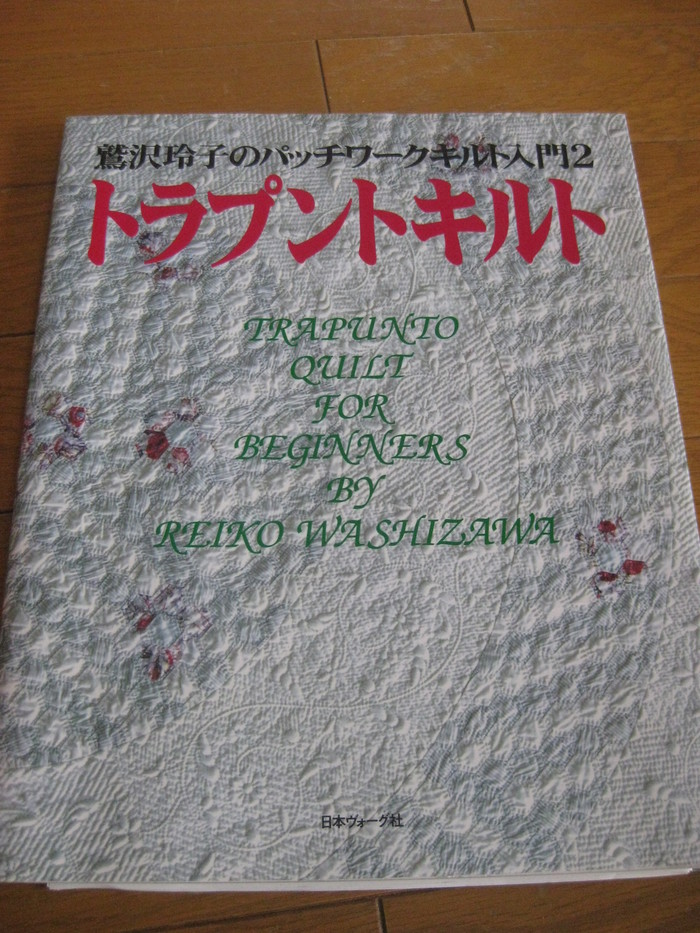 鷲沢玲子のパッチワークキルト入門2
トラプントキルト
TRAPUNTO
QUILT
FOR
BEGINNERS
BY
REIKO WASHIZAWA
日本ヴォーグ社